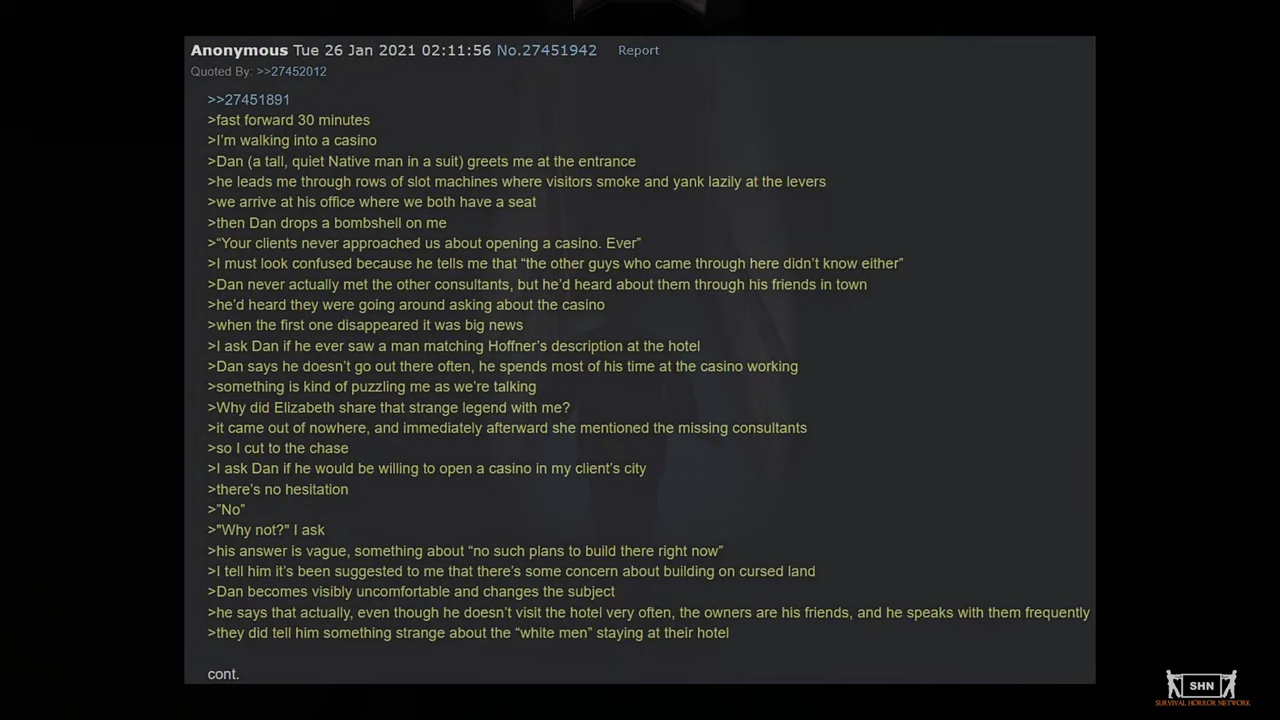 Anonymous Tue 26 Jan 2021 02:11:56 No.27451942 Report
Quoted By: >>27452012
>>27451891
>fast forward 30 minutes
>I’m walking into a casino
>Dan (a tall, quiet Native man in a suit) greets me at the entrance
>he leads me through rows of slot machines where visitors smoke and yank lazily at the levers
>we arrive at his office where we both have a seat
>then Dan drops a bombshell on me
>“Your clients never approached us about opening a casino. Ever”
>I must look confused because he tells me that “the other guys who came through here didn’t know either”
>Dan never actually met the other consultants, but he’d heard about them through his friends in town
>he’d heard they were going around asking about the casino
>when the first one disappeared it was big news
>I ask Dan if he ever saw a man matching Hoffner’s description at the hotel
>Dan says he doesn’t go out there often, he spends most of his time at the casino working
>something is kind of puzzling me as we’re talking
>Why did Elizabeth share that strange legend with me?
>it came out of nowhere, and immediately afterward she mentioned the missing consultants
>so I cut to the chase
>I ask Dan if he would be willing to open a casino in my client’s city
>there’s no hesitation
>”No”
>"Why not?" I ask
>his answer is vague, something about “no such plans to build there right now”
>I tell him it’s been suggested to me that there’s some concern about building on cursed land
>Dan becomes visibly uncomfortable and changes the subject
>he says that actually, even though he doesn’t visit the hotel very often, the owners are his friends, and he speaks with them frequently
>they did tell him something strange about the “white men” staying at their hotel
cont.
SHN
SURVIVAL HORROR NETWORK